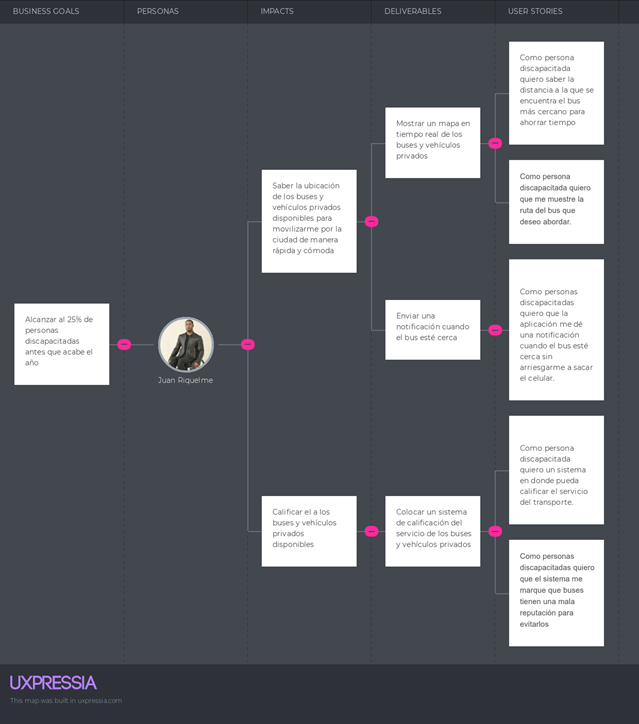 BUSINESS GOALS
PERSONAS
IMPACTS
DELIVERABLES
USER STORIES
Alcanzar al 25% de
personas
discapacitadas
antes que acabe el
año
Juan Riquelme
Saber la ubicación
de los buses y
vehículos privados
disponibles para
movilizarme por la
ciudad de manera
rápida y cómoda
Mostrar un mapa en
tiempo real de los
buses y vehículos
privados
Como persona
discapacitada
quiero saber la
distancia a la que se
encuentra el bus
más cercano para
ahorrar tiempo
Como persona
discapacitada quiero
que me muestre la
ruta del bus que
deseo abordar.
Enviar una
notificación cuando
el bus esté cerca
Como personas
discapacitadas
quiero que la
aplicación me dé
una notificación
cuando el bus esté
cerca sin
arriesgarme a sacar
el celular.
Calificar el a los
buses y vehículos
privados
disponibles
Colocar un sistema
de calificación del
servicio de los buses
y vehículos privados
Como persona
discapacitada
quiero un sistema
en donde pueda
calificar el servicio
del transporte.
Como personas
discapacitadas quiero
que el sistema me
marque que buses
tienen una mala
reputación para
evitarlos
UXPRESSIA
This map was built in uxpressia.com